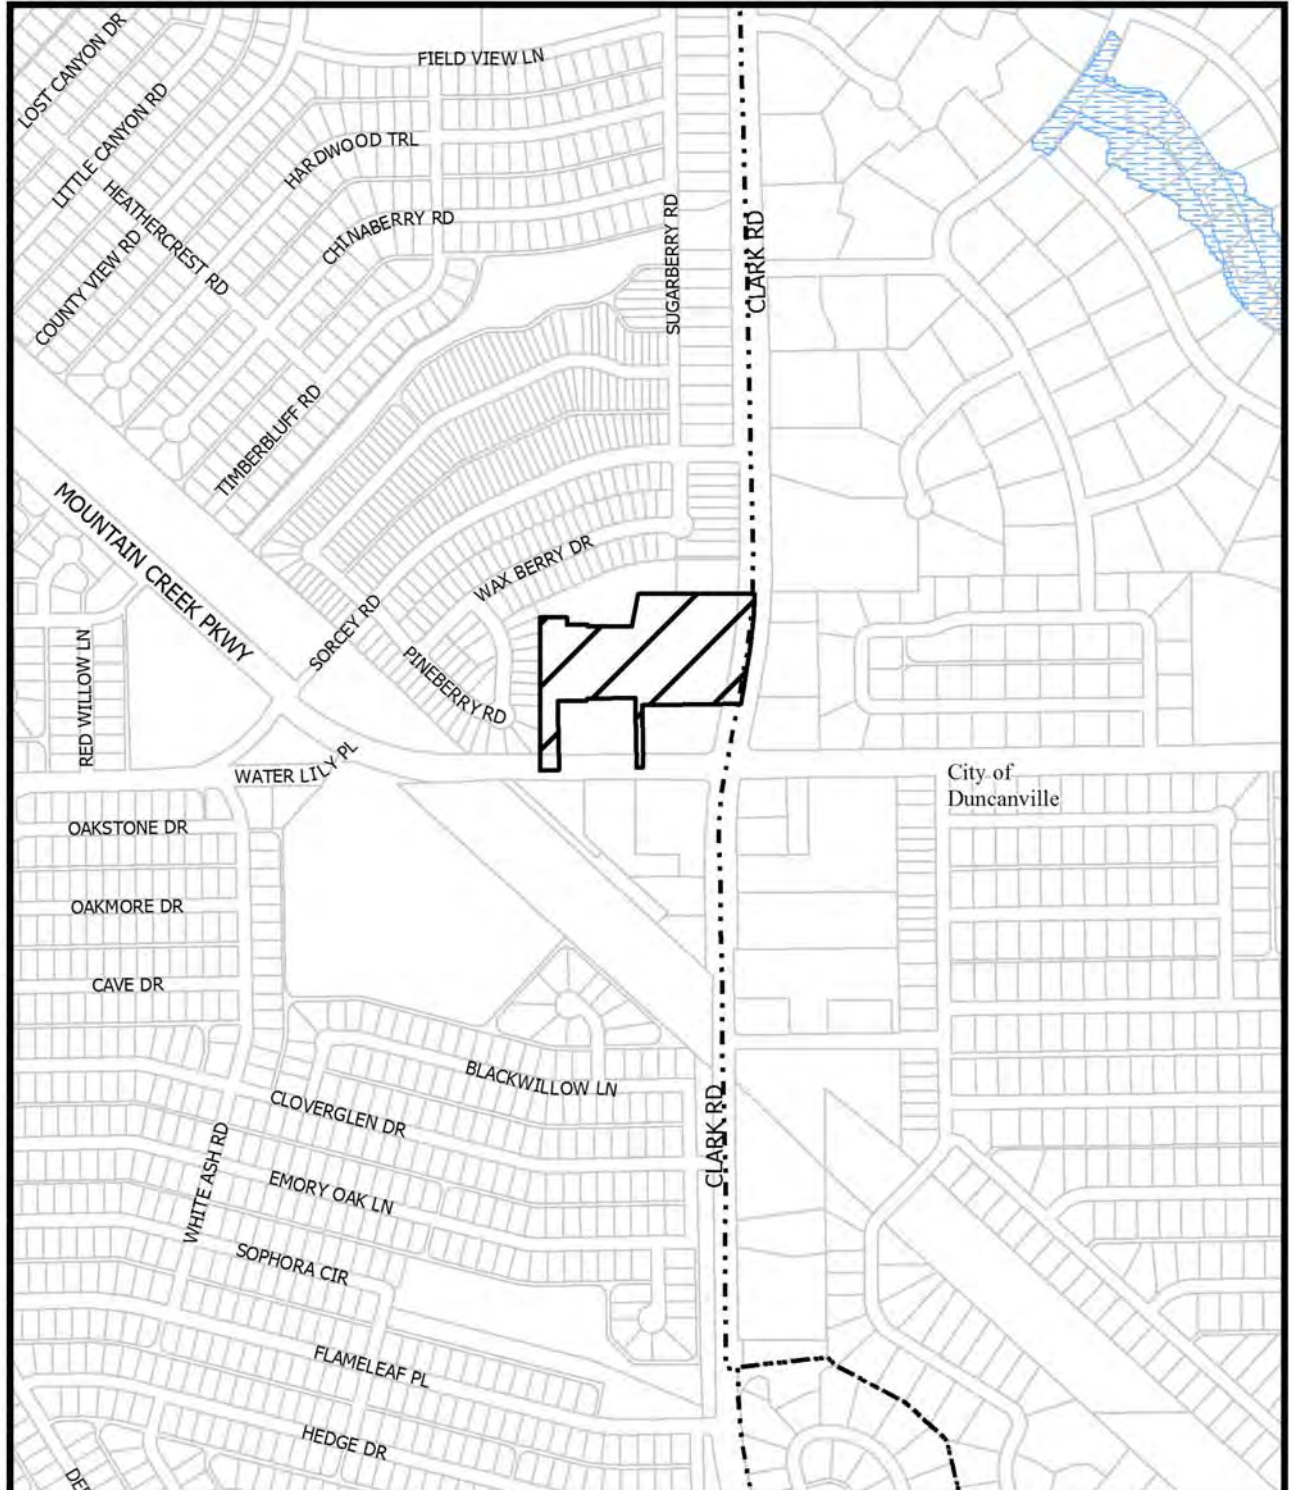 LOST CANYON DR
FIELD VIEW LN
LITTLE CANYON RD
HARDWOOD TRL
HEATHERCREST RD
CHINABERRY RD
SUGARBERRY RD
CLARK RD
COUNTY VIEW RD
TIMBERBLUFF RD
MOUNTAIN CREEK PKWY
WAX BERRY DR
SORCEY RD
PINEBERRY RD
RED WILLOW LN
WATER LILY PL
City of
Duncanville
OAKSTONE DR
OAKMORE DR
CAVE DR
BLACKWILLOW LN
CLOVERGLEN DR
CLARK RD
WHITE ASH RD
EMORY OAK LN
SOPHORA CIR
FLAMELEAF PL
HEDGE DR